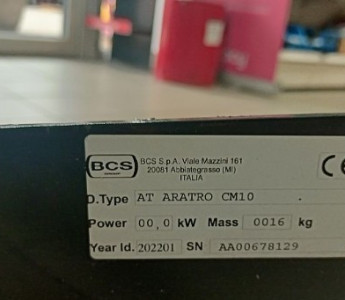 BCS BCS S.p.A. Viale Mazzini 161
20081 Abbiategrasso (MI)
ITALIA
CE
D.Type AT ARATRO CM10 .
Power 00,0 kW Mass 0016 kg
Year Id. 202201 SN AA00678129